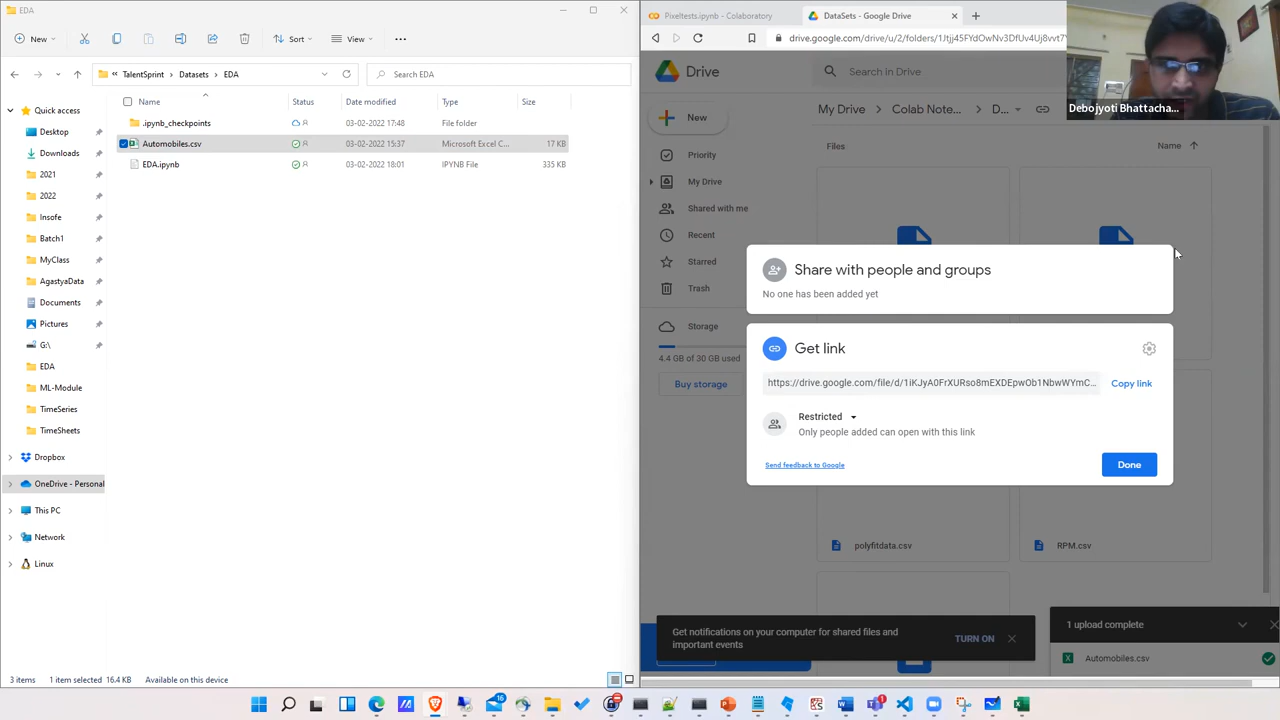 EDA
New
Sort
View
TalentSprint
Datasets
EDA
Search EDA
Name
Status
Date modified
Type
Size
.ipynb_checkpoints
03-02-2022 17:48
File folder
Automobiles.csv
03-02-2022 15:37
Microsoft Excel C...
17 KB
EDA.ipynb
03-02-2022 18:01
IPYNB File
335 KB
Quick access
Desktop
Downloads
2021
2022
Insofe
Batch1
MyClass
AgastyaData
Documents
Pictures
G:\
EDA
ML-Module
TimeSeries
TimeSheets
Dropbox
OneDrive - Personal
This PC
Network
Linux
3 items
1 item selected 16.4 KB
Available on this device
Pixeltests.ipynb - Colaboratory
DataSets - Google Drive
Drive
Search in Drive
My Drive
Colab Note...
D...
Debojyoti Bhattacha...
New
Priority
My Drive
Shared with me
Recent
Starred
Trash
Storage
4.4 GB of 30 GB used
Buy storage
Files
Name
Share with people and groups
No one has been added yet
Get link
https://drive.google.com/file/d/1iKJyA0FrXURso8mEXDEpwOb1NbwWYmC...
Copy link
Restricted
Only people added can open with this link
Send feedback to Google
Done
polyfitdata.csv
RPM.csv
Get notifications on your computer for shared files and
important events
TURN ON
1 upload complete
Automobiles.csv
16
1